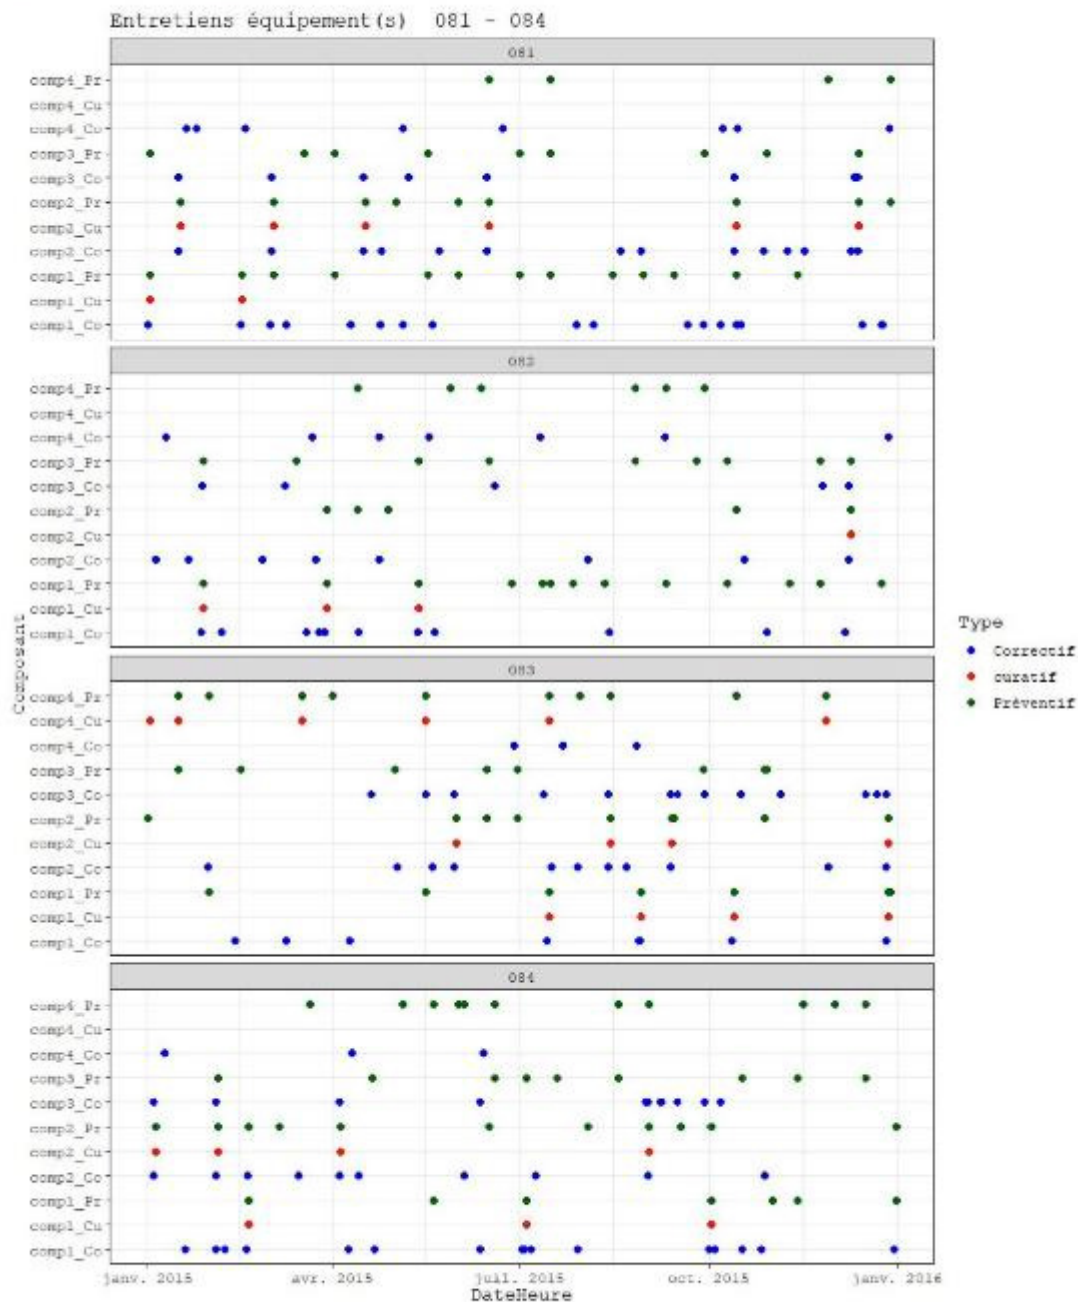 Entretiens équipement(s) 081 - 084
081
comp4_Pr
comp4_Cu
comp4_Co
comp3_Pr
comp3_Co
comp2_Pr
comp2_Cu
comp2_Co
comp1_Pr
comp1_Cu
comp1_Co
082
comp4_Pr
comp4_Cu
comp4_Co
comp3_Pr
comp3_Co
comp2_Pr
comp2_Cu
comp2_Co
comp1_Pr
comp1_Cu
comp1_Co
083
comp4_Pr
comp4_Cu
comp4_Co
comp3_Pr
comp3_Co
comp2_Pr
comp2_Cu
comp2_Co
comp1_Pr
comp1_Cu
comp1_Co
084
comp4_Pr
comp4_Cu
comp4_Co
comp3_Pr
comp3_Co
comp2_Pr
comp2_Cu
comp2_Co
comp1_Pr
comp1_Cu
comp1_Co
Composant
janv. 2015 avr. 2015 juil. 2015 oct. 2015 janv. 2016
DateHeure
Type
Correctif
curatif
Préventif